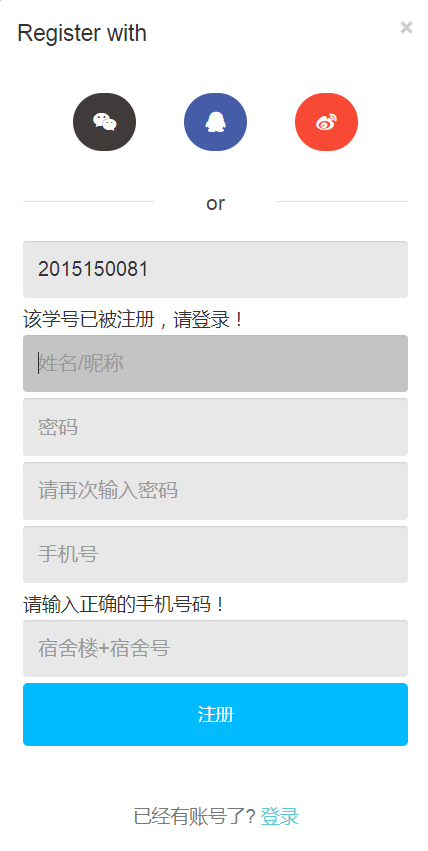 Register with
×
or
2015150081
该学号已被注册，请登录！
姓名/昵称
密码
请再次输入密码
手机号
请输入正确的手机号码！
宿舍楼+宿舍号
注册
已经有账号了? 登录